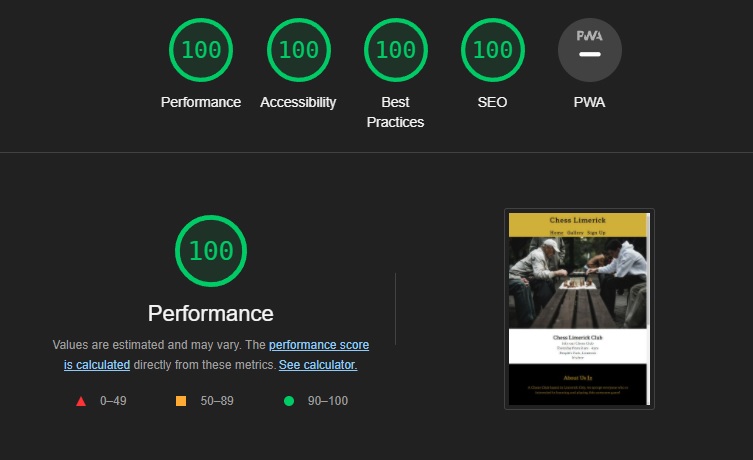 100 100 100 100 PWA
Performance Accessibility Best Practices SEO PWA
100
Performance
Values are estimated and may vary. The performance score
is calculated directly from these metrics. See calculator.
0–49 50–89 90–100
Chess Limerick
Home Gallery Sign Up
Chess Limerick Club
About Us